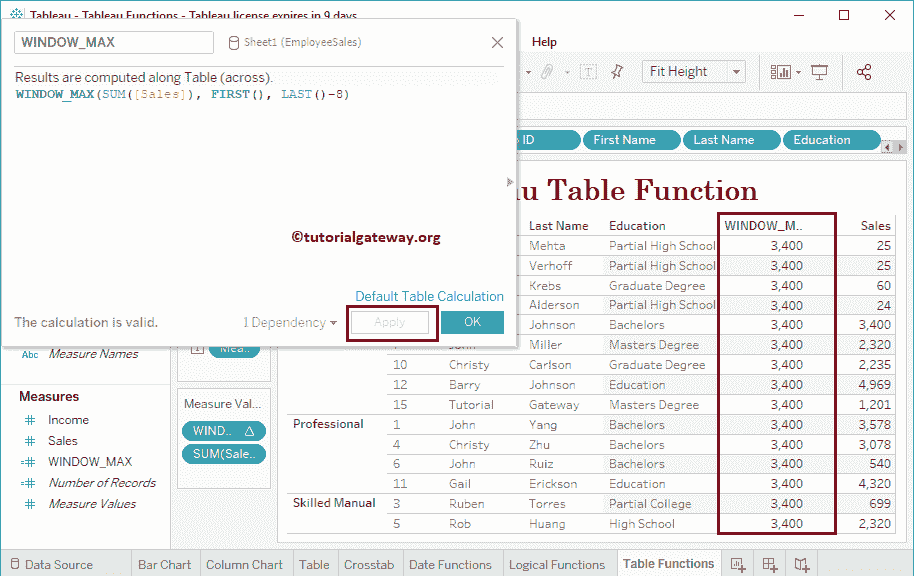 Tableau - Tableau Functions - Tableau license expires in 9 days
WINDOW_MAX
Sheet1 (EmployeeSales)
Help
Results are computed along Table (across).
WINDOW_MAX(SUM([Sales]), FIRST(), LAST()-8)
Fit Height
ID First Name Last Name Education
u Table Function
©tutorialgateway.org
Default Table Calculation
The calculation is valid.
1 Dependency
Apply
OK
Last Name Education WINDOW_M.. Sales
Mehta Partial High School 3,400 25
Verhoff Partial High School 3,400 25
Krebs Graduate Degree 3,400 60
Alderson Partial High School 3,400 24
Johnson Bachelors 3,400 3,400
Miller Masters Degree 3,400 2,320
10 Christy Carlson Graduate Degree 3,400 2,235
12 Barry Johnson Education 3,400 4,969
15 Tutorial Gateway Masters Degree 3,400 1,201
Professional 1 John Yang Bachelors 3,400 3,578
4 Christy Zhu Bachelors 3,400 3,078
6 John Ruiz Bachelors 3,400 540
11 Gail Erickson Education 3,400 4,320
Skilled Manual 3 Ruben Torres Partial College 3,400 699
5 Rob Huang High School 3,400 2,320
Abc Measure Names
Measures
Income
Sales
WINDOW_MAX
Number of Records
Measure Values
Measure Val...
WIND..
SUM(Sale..
Data Source Bar Chart Column Chart Table Crosstab Date Functions Logical Functions Table Functions